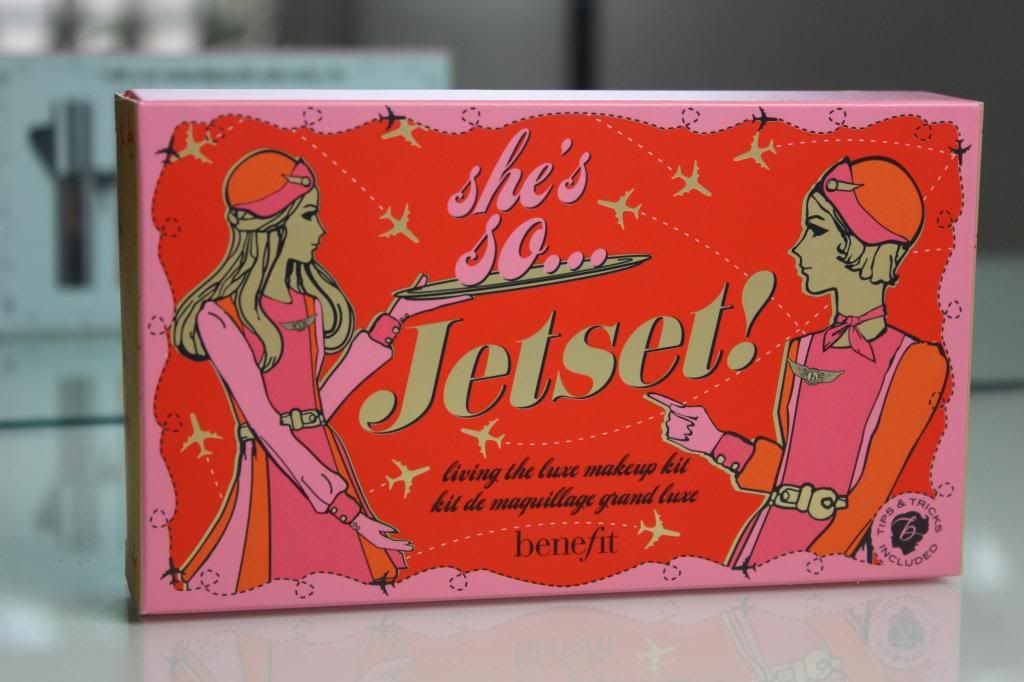 she's
so...
Jetset!
living the luxe makeup kit
kit de maquillage grand luxe
benefit
TIPS & TRICKS
b
INCLUDED